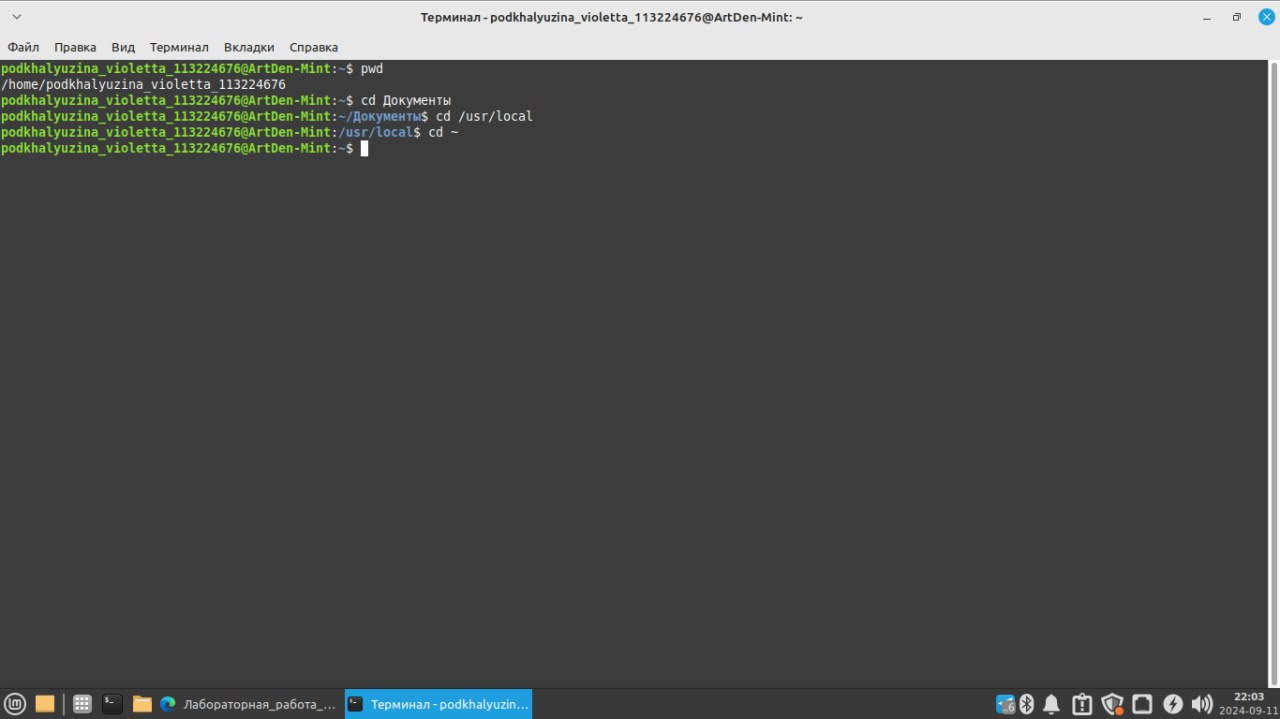 Терминал - podkhalyuzina_violetta_113224676@ArtDen-Mint: ~
Файл Правка Вид Терминал Вкладки Справка
podkhalyuzina_violetta_113224676@ArtDen-Mint:~$ pwd
/home/podkhalyuzina_violetta_113224676
podkhalyuzina_violetta_113224676@ArtDen-Mint:~$ cd Документы
podkhalyuzina_violetta_113224676@ArtDen-Mint:~/Документы$ cd /usr/local
podkhalyuzina_violetta_113224676@ArtDen-Mint:/usr/local$ cd ~
podkhalyuzina_violetta_113224676@ArtDen-Mint:~$
Лабораторная_работа_... Терминал - podkhalyuzin... 22:03
2024-09-11